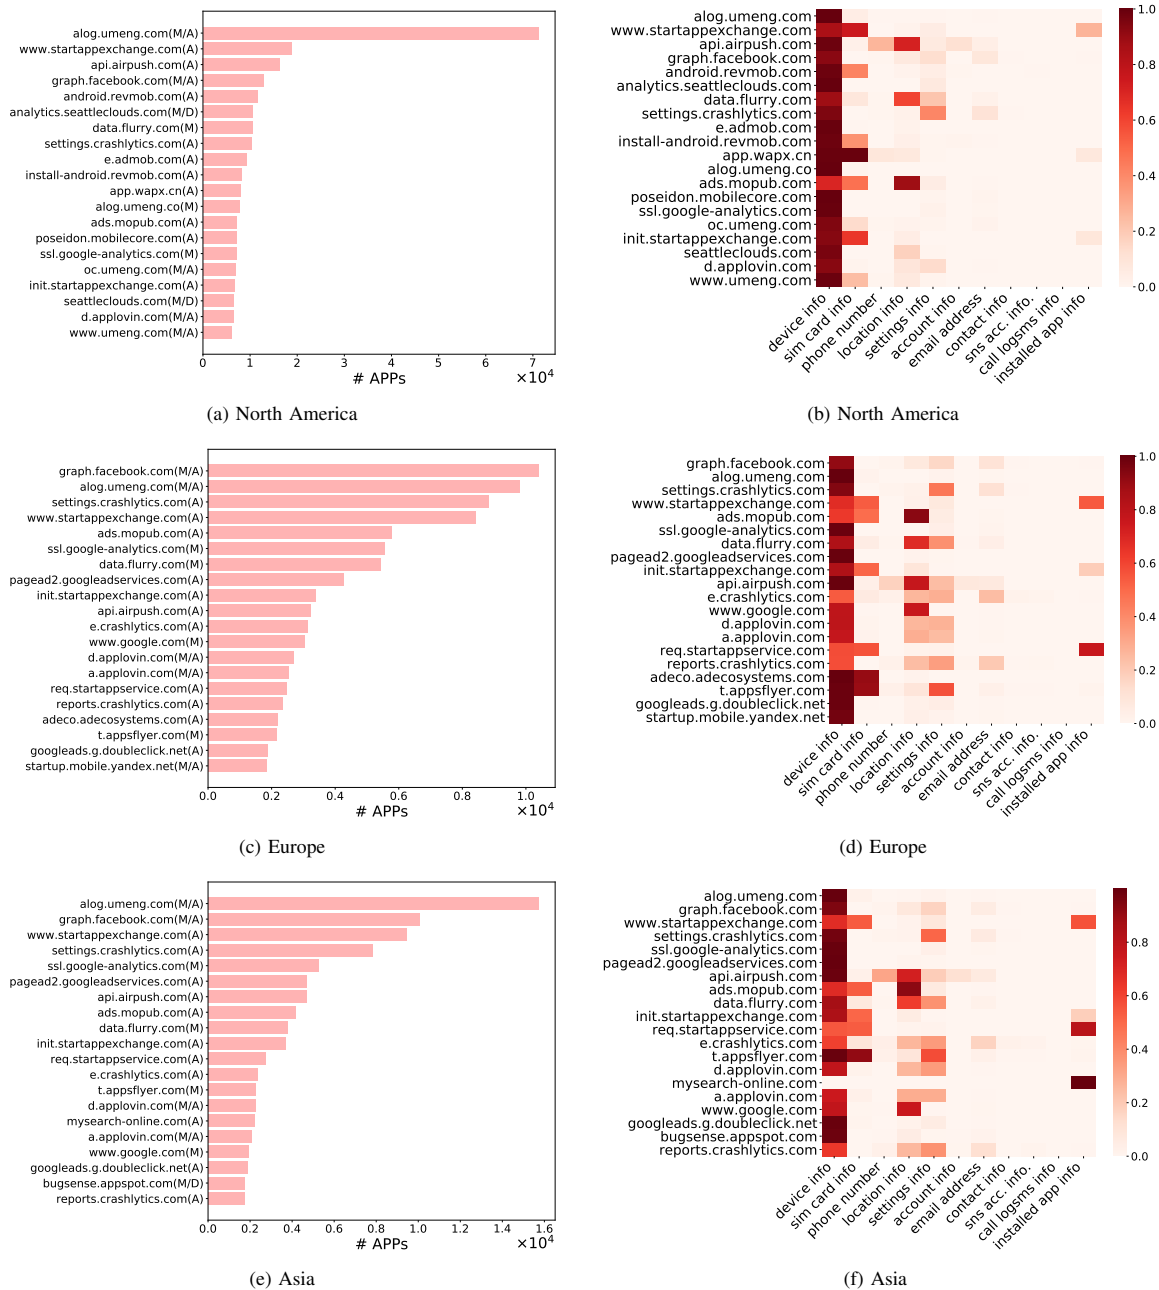 alog.umeng.com(M/A)
www.startappexchange.com(A)
api.airpush.com(A)
graph.facebook.com(M/A)
android.revmob.com(A)
analytics.seattleclouds.com(M/D)
data.flurry.com(M)
settings.crashlytics.com(A)
e.admob.com(A)
install-android.revmob.com(A)
app.wapx.cn(A)
alog.umeng.co(M)
ads.mopub.com(A)
poseidon.mobilecore.com(A)
ssl.google-analytics.com(M)
oc.umeng.com(M/A)
init.startappexchange.com(A)
seattleclouds.com(M/D)
d.applovin.com(M/A)
www.umeng.com(M/A)
0 1 2 3 4 5 6 7
# APPs ×10^4
(a) North America
alog.umeng.com
www.startappexchange.com
api.airpush.com
graph.facebook.com
android.revmob.com
analytics.seattleclouds.com
data.flurry.com
settings.crashlytics.com
e.admob.com
install-android.revmob.com
app.wapx.cn
alog.umeng.co
ads.mopub.com
poseidon.mobilecore.com
ssl.google-analytics.com
oc.umeng.com
init.startappexchange.com
seattleclouds.com
d.applovin.com
www.umeng.com
device info
sim card info
phone number
location info
settings info
account info
email address
contact info
sns acc. info.
call logsms info
installed app info
1.0
0.8
0.6
0.4
0.2
0.0
(b) North America
graph.facebook.com(M/A)
alog.umeng.com(M/A)
settings.crashlytics.com(A)
www.startappexchange.com(A)
ads.mopub.com(A)
ssl.google-analytics.com(M)
data.flurry.com(M)
pagead2.googleadservices.com(A)
init.startappexchange.com(A)
api.airpush.com(A)
e.crashlytics.com(A)
www.google.com(M)
d.applovin.com(M/A)
a.applovin.com(M/A)
req.startappservice.com(A)
reports.crashlytics.com(A)
adeco.adecosystems.com(A)
t.appsflyer.com(M)
googleads.g.doubleclick.net(A)
startup.mobile.yandex.net(M/A)
0.0 0.2 0.4 0.6 0.8 1.0
# APPs ×10^4
(c) Europe
graph.facebook.com
alog.umeng.com
settings.crashlytics.com
www.startappexchange.com
ads.mopub.com
ssl.google-analytics.com
data.flurry.com
pagead2.googleadservices.com
init.startappexchange.com
api.airpush.com
e.crashlytics.com
www.google.com
d.applovin.com
a.applovin.com
req.startappservice.com
reports.crashlytics.com
adeco.adecosystems.com
t.appsflyer.com
googleads.g.doubleclick.net
startup.mobile.yandex.net
device info
sim card info
phone number
location info
settings info
account info
email address
contact info
sns acc. info.
call logsms info
installed app info
1.0
0.8
0.6
0.4
0.2
0.0
(d) Europe
alog.umeng.com(M/A)
graph.facebook.com(M/A)
www.startappexchange.com(A)
settings.crashlytics.com(A)
ssl.google-analytics.com(M)
pagead2.googleadservices.com(A)
api.airpush.com(A)
ads.mopub.com(A)
data.flurry.com(M)
init.startappexchange.com(A)
req.startappservice.com(A)
e.crashlytics.com(A)
t.appsflyer.com(M)
d.applovin.com(M/A)
mysearch-online.com(A)
a.applovin.com(M/A)
www.google.com(M)
googleads.g.doubleclick.net(A)
bugsense.appspot.com(M/D)
reports.crashlytics.com(A)
0.0 0.2 0.4 0.6 0.8 1.0 1.2 1.4 1.6
# APPs ×10^4
(e) Asia
alog.umeng.com
graph.facebook.com
www.startappexchange.com
settings.crashlytics.com
ssl.google-analytics.com
pagead2.googleadservices.com
api.airpush.com
ads.mopub.com
data.flurry.com
init.startappexchange.com
req.startappservice.com
e.crashlytics.com
t.appsflyer.com
d.applovin.com
mysearch-online.com
a.applovin.com
www.google.com
googleads.g.doubleclick.net
bugsense.appspot.com
reports.crashlytics.com
device info
sim card info
phone number
location info
settings info
account info
email address
contact info
sns acc. info.
call logsms info
installed app info
0.8
0.6
0.4
0.2
0.0
(f) Asia